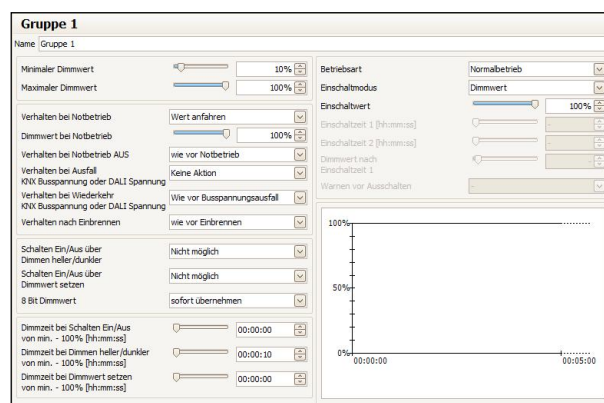 Gruppe 1
Name Gruppe 1
Minimaler Dimmwert 10%
Maximaler Dimmwert 100%
Verhalten bei Notbetrieb Wert anfahren
Dimmwert bei Notbetrieb 100%
Verhalten bei Notbetrieb AUS wie vor Notbetrieb
Verhalten bei Ausfall
KNX Busspannung oder DALI Spannung Keine Aktion
Verhalten bei Wiederkehr
KNX Busspannung oder DALI Spannung Wie vor Busspannungsausfall
Verhalten nach Einbrennen wie vor Einbrennen
Schalten Ein/Aus über
Dimmen heller/dunkler Nicht möglich
Schalten Ein/Aus über
Dimmwert setzen Nicht möglich
8 Bit Dimmwert sofort übernehmen
Dimmzeit bei Schalten Ein/Aus
von min. - 100% [hh:mm:ss] 00:00:00
Dimmzeit bei Dimmen heller/dunkler
von min. - 100% [hh:mm:ss] 00:00:10
Dimmzeit bei Dimmwert setzen
von min. - 100% [hh:mm:ss] 00:00:00
Betriebsart Normalbetrieb
Einschaltmodus Dimmwert
Einschaltwert 100%
Einschaltzeit 1 [hh:mm:ss] -
Einschaltzeit 2 [hh:mm:ss] -
Dimmwert nach
Einschaltzeit 1 -
Warnen vor Ausschalten -
100%
50%
0%
00:00:00 00:05:00